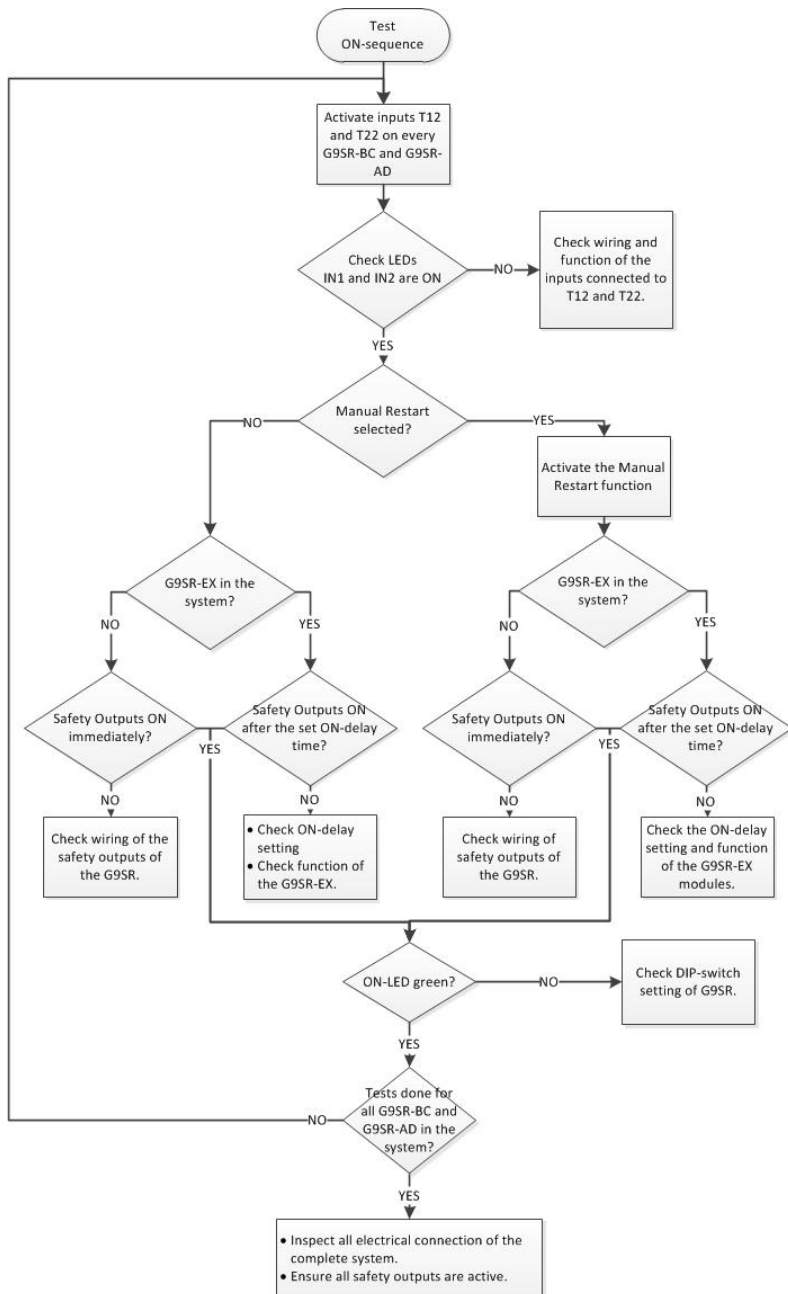 Test
ON-sequence
Activate inputs T12
and T22 on every
G9SR-BC and G9SR-
AD
Check LEDs
IN1 and IN2 are ON
NO
Check wiring and
function of the
inputs connected to
T12 and T22.
YES
Manual Restart
selected?
NO
YES
Activate the Manual
Restart function
G9SR-EX in the
system?
NO
YES
G9SR-EX in the
system?
NO
YES
Safety Outputs ON
immediately?
YES
Safety Outputs ON
after the set ON-delay
time?
Safety Outputs ON
immediately?
YES
Safety Outputs ON
after the set ON-delay
time?
NO
NO
NO
NO
Check wiring of the
safety outputs of
the G9SR.
• Check ON-delay
setting
• Check function of
the G9SR-EX.
Check wiring of
safety outputs of
the G9SR.
Check the ON-delay
setting and function
of the G9SR-EX
modules.
ON-LED green?
NO
Check DIP-switch
setting of G9SR.
YES
Tests done for
all G9SR-BC and
G9SR-AD in the
system?
NO
YES
• Inspect all electrical connection of the
complete system.
• Ensure all safety outputs are active.